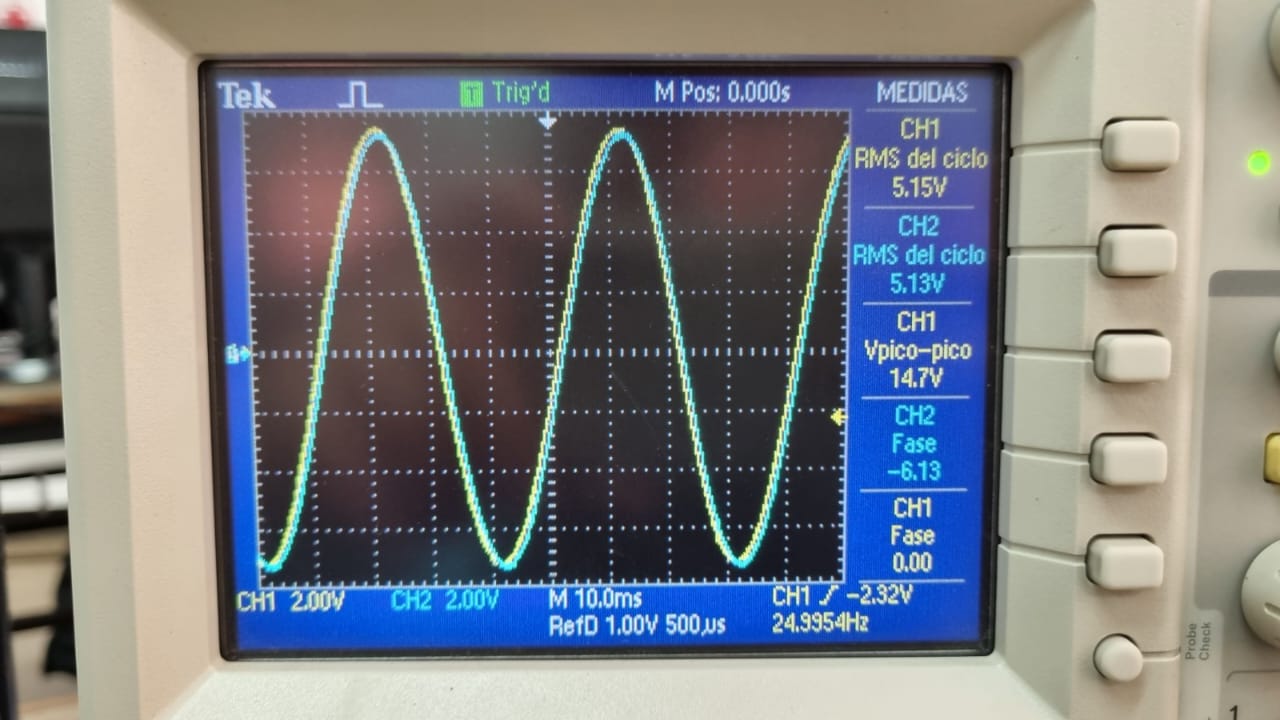 Tek
T Trig'd
M Pos: 0.000s
MEDIDAS
CH1
RMS del ciclo
5.15V
CH2
RMS del ciclo
5.13V
CH1
Vpico-pico
14.7V
CH2
Fase
-6.13
CH1
Fase
0.00
CH1 2.00V
CH2 2.00V
M 10.0ms
CH1 -2.32V
RefD 1.00V 500µs
24.9954Hz
Probe
Check
1